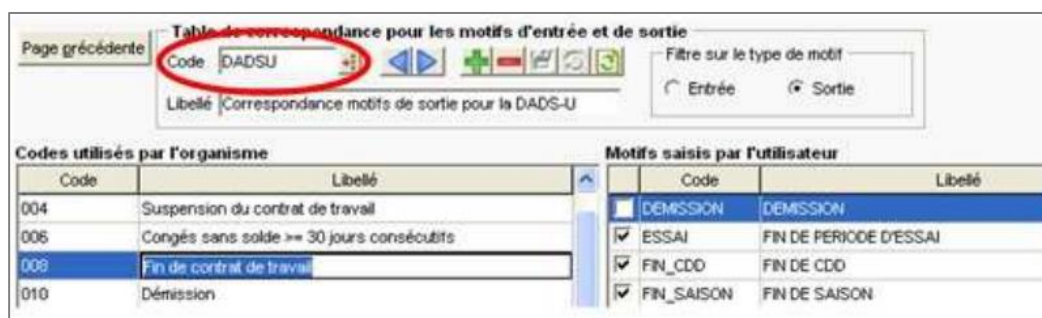 Page précédente
Table de correspondance pour les motifs d'entrée et de sortie
Code DADSU
Filtre sur le type de motif
Entrée Sortie
Libellé Correspondance motifs de sortie pour la DADS-U
Codes utilisés par l'organisme
Motifs saisis par l'utilisateur
Code Libellé Code Libellé
004 Suspension du contrat de travail DEMISSION DEMISSION
006 Congés sans solde >= 30 jours consécutifs ESSAI FIN DE PERIODE D'ESSAI
008 Fin de contrat de travail FIN_CDD FIN DE CDD
010 Démission FIN_SAISON FIN DE SAISON